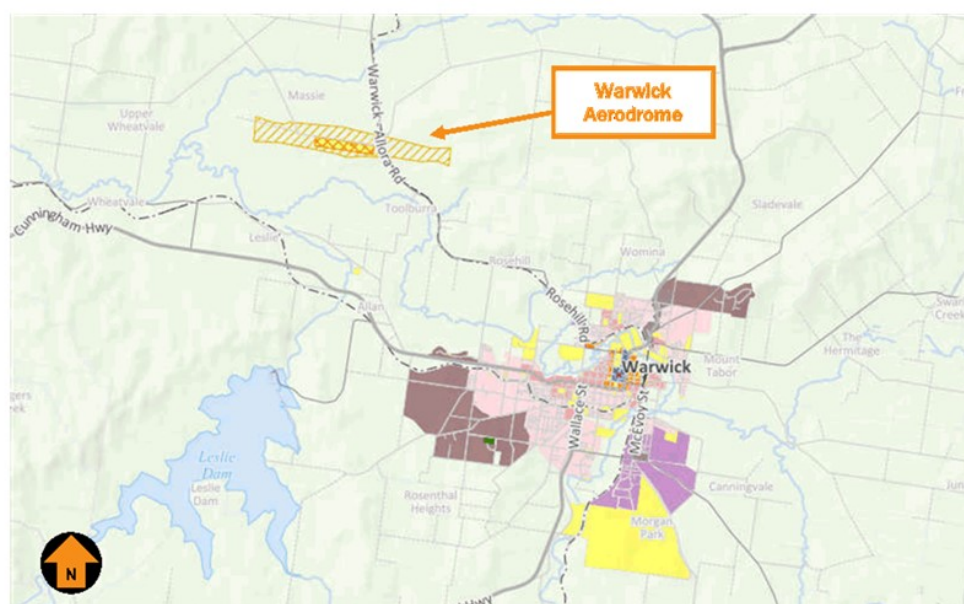 Warwick
Aerodrome
Massie
Upper
Wheatvale
Warwick Allora Rd
Wheatvale
Toolburra
Sladevale
Cunningham Hwy
Leslie
Womina
Rosehill
Allan
Rosehill Rd
Swan
Creek
The
Hermitage
Mount
Tabor
Warwick
Wallace St
McEvoy St
Leslie
Dam
Leslie
Dam
Rosenthal
Heights
Canningvale
Morgan
Park
N
Hwy